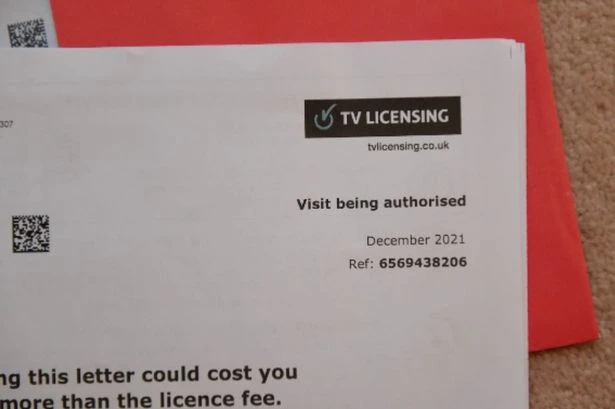 307
TV LICENSING
tvlicensing.co.uk
Visit being authorised
December 2021
Ref: 6569438206
ng this letter could cost you
more than the licence fee.